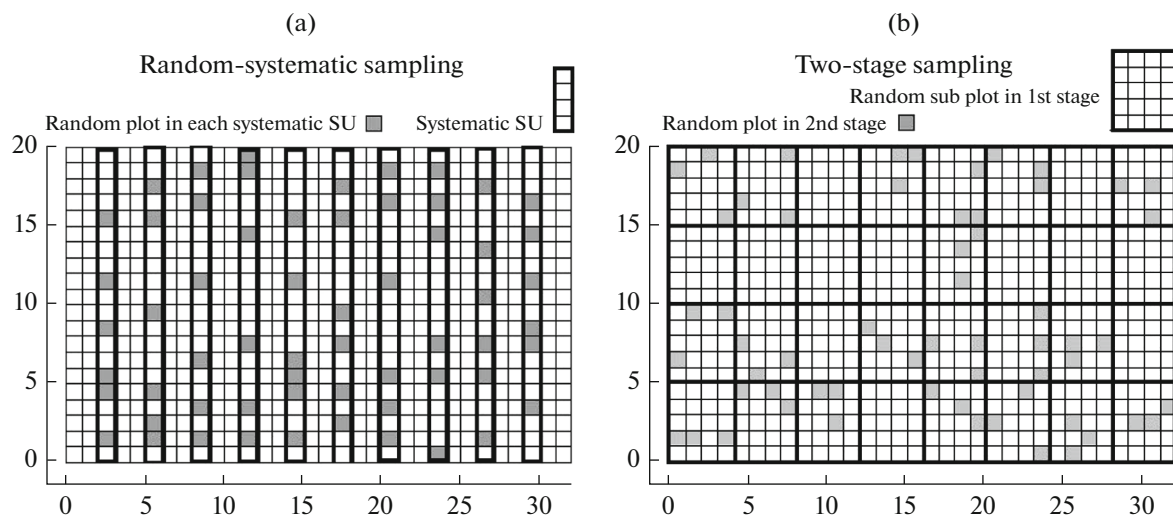 (a)
Random-systematic sampling
Random plot in each systematic SU
Systematic SU
20
15
10
5
0
0 5 10 15 20 25 30
(b)
Two-stage sampling
Random sub plot in 1st stage
Random plot in 2nd stage
20
15
10
5
0
0 5 10 15 20 25 30